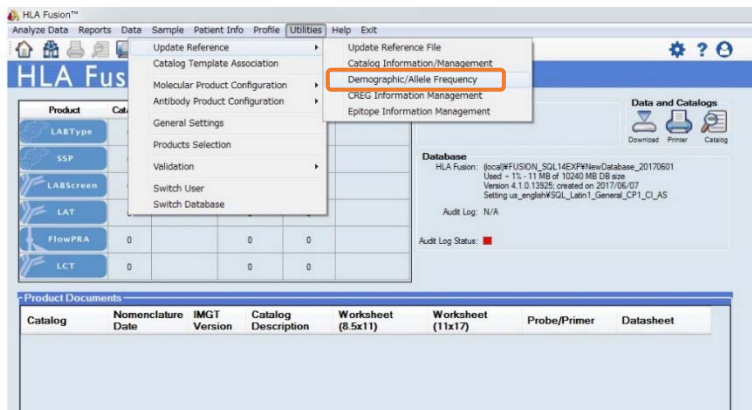 HLA Fusion™
Analyze Data Reports Data Sample Patient Info Profile Utilities Help Exit
Update Reference
Catalog Template Association
Molecular Product Configuration
Antibody Product Configuration
General Settings
Products Selection
Validation
Switch User
Switch Database
Update Reference File
Catalog Information/Management
Demographic/Allele Frequency
CREG Information Management
Epitope Information Management
HLA Fus
Product Cat
LABType
SSP
LABScreen
LAT
FlowPRA 0 0 0
LCT 0 0 0
Data and Catalogs
Download Printer Catalog
Database
HLA Fusion: (local)¥FUSION_SQL14EXP¥NewDatabase_20170601
Used ~ 1% - 11 MB of 10240 MB DB size
Version 4.1.0.13925; created on 2017/06/07
Setting us_english¥SQL_Latin1_General_CP1_CI_AS
Audit Log: N/A
Audit Log Status:
Product Documents
Catalog Nomenclature Date IMGT Version Catalog Description Worksheet (8.5x11) Worksheet (11x17) Probe/Primer Datasheet